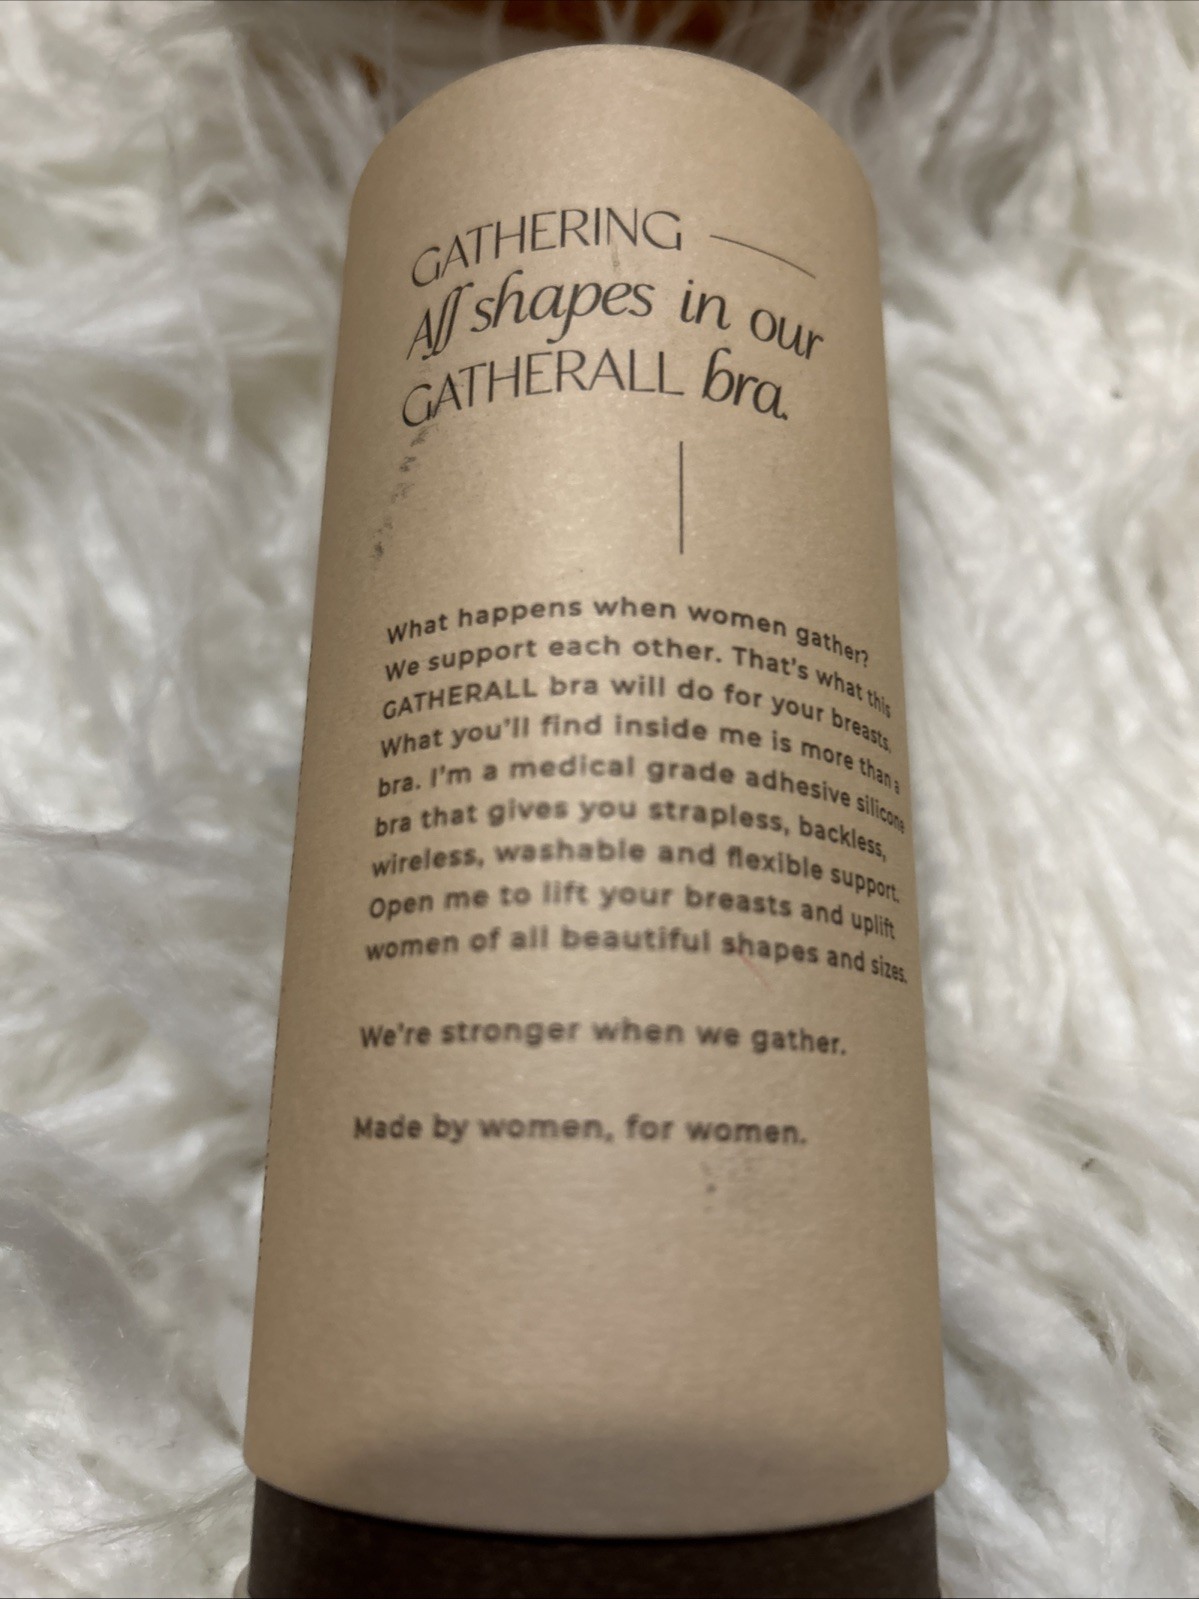 GATHERING
All shapes in our
GATHERALL bra.
What happens when women gather?
We support each other. That's what this
GATHERALL bra will do for your breasts.
What you'll find inside me is more than a
bra. I'm a medical grade adhesive silicone
bra that gives you strapless, backless,
wireless, washable and flexible support.
Open me to lift your breasts and uplift
women of all beautiful shapes and sizes.
We're stronger when we gather.
Made by women, for women.